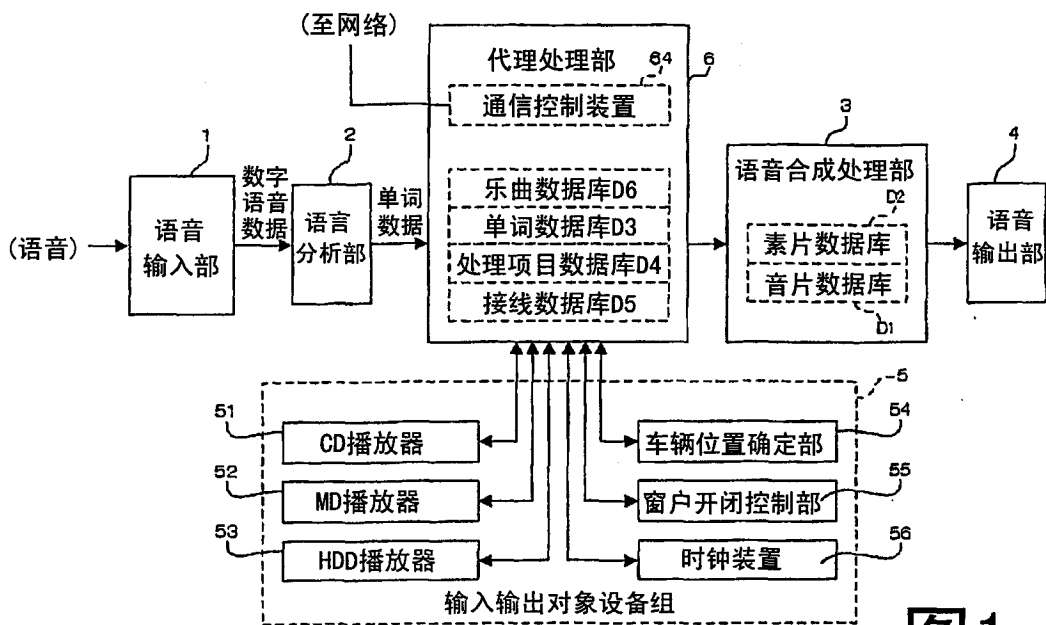 (至网络)
代理处理部
6
64
通信控制装置
1
2
3
4
数字
语音
数据
单词
数据
乐曲数据库D6
单词数据库D3
处理项目数据库D4
接线数据库D5
语音合成处理部
D2
素片数据库
音片数据库
D1
(语音)
语音
输入部
语言
分析部
语音
输出部
5
51
CD播放器
54
车辆位置确定部
52
MD播放器
55
窗户开闭控制部
53
HDD播放器
56
时钟装置
输入输出对象设备组
图1